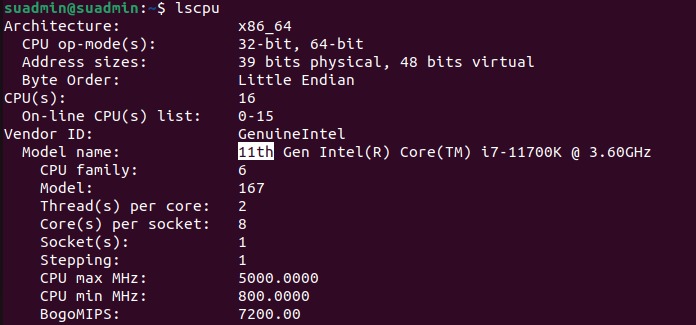 suadmin@suadmin:~$ lscpu
Architecture: x86_64
CPU op-mode(s): 32-bit, 64-bit
Address sizes: 39 bits physical, 48 bits virtual
Byte Order: Little Endian
CPU(s): 16
On-line CPU(s) list: 0-15
Vendor ID: GenuineIntel
Model name: 11th Gen Intel(R) Core(TM) i7-11700K @ 3.60GHz
CPU family: 6
Model: 167
Thread(s) per core: 2
Core(s) per socket: 8
Socket(s): 1
Stepping: 1
CPU max MHz: 5000.0000
CPU min MHz: 800.0000
BogoMIPS: 7200.00